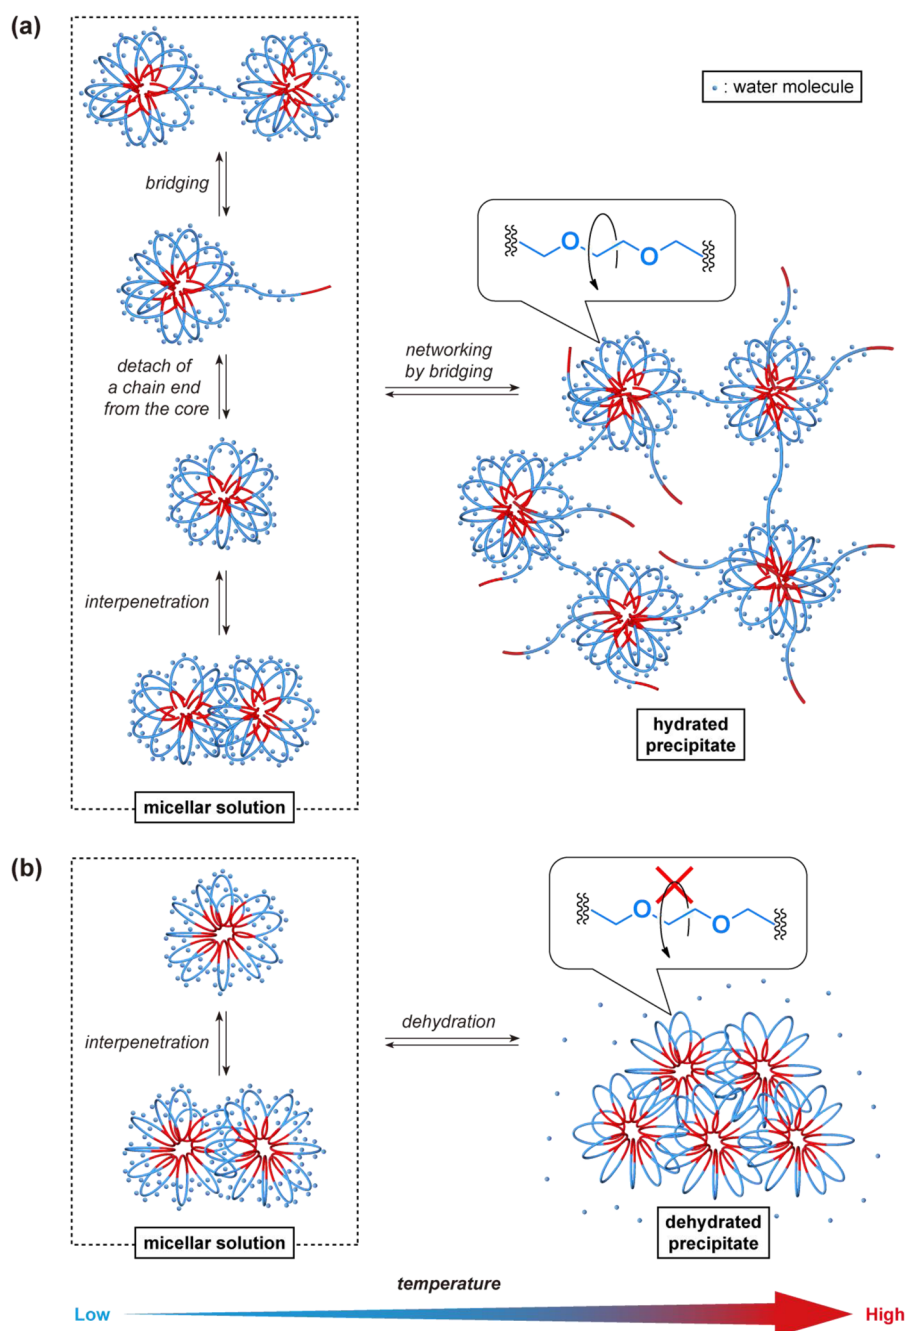 (a)
: water molecule
bridging
O
O
detach of
a chain end
from the core
networking
by bridging
interpenetration
hydrated
precipitate
micellar solution
(b)
O
O
interpenetration
dehydration
dehydrated
precipitate
micellar solution
temperature
Low
High